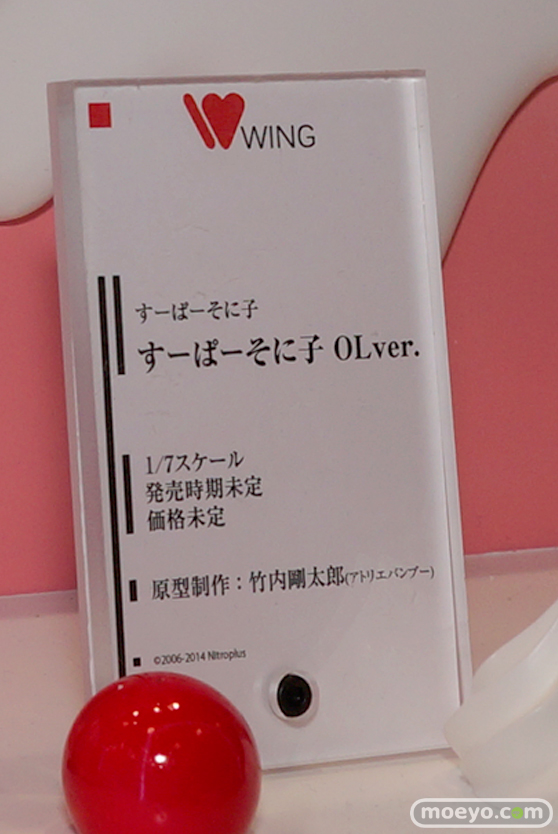 WING
すーぱーそに子
すーぱーそに子 OLver.
1/7スケール
発売時期未定
価格未定
原型制作：竹内剛太郎(アトリエバンブー)
©2006-2014 Nitroplus
moeyo.com